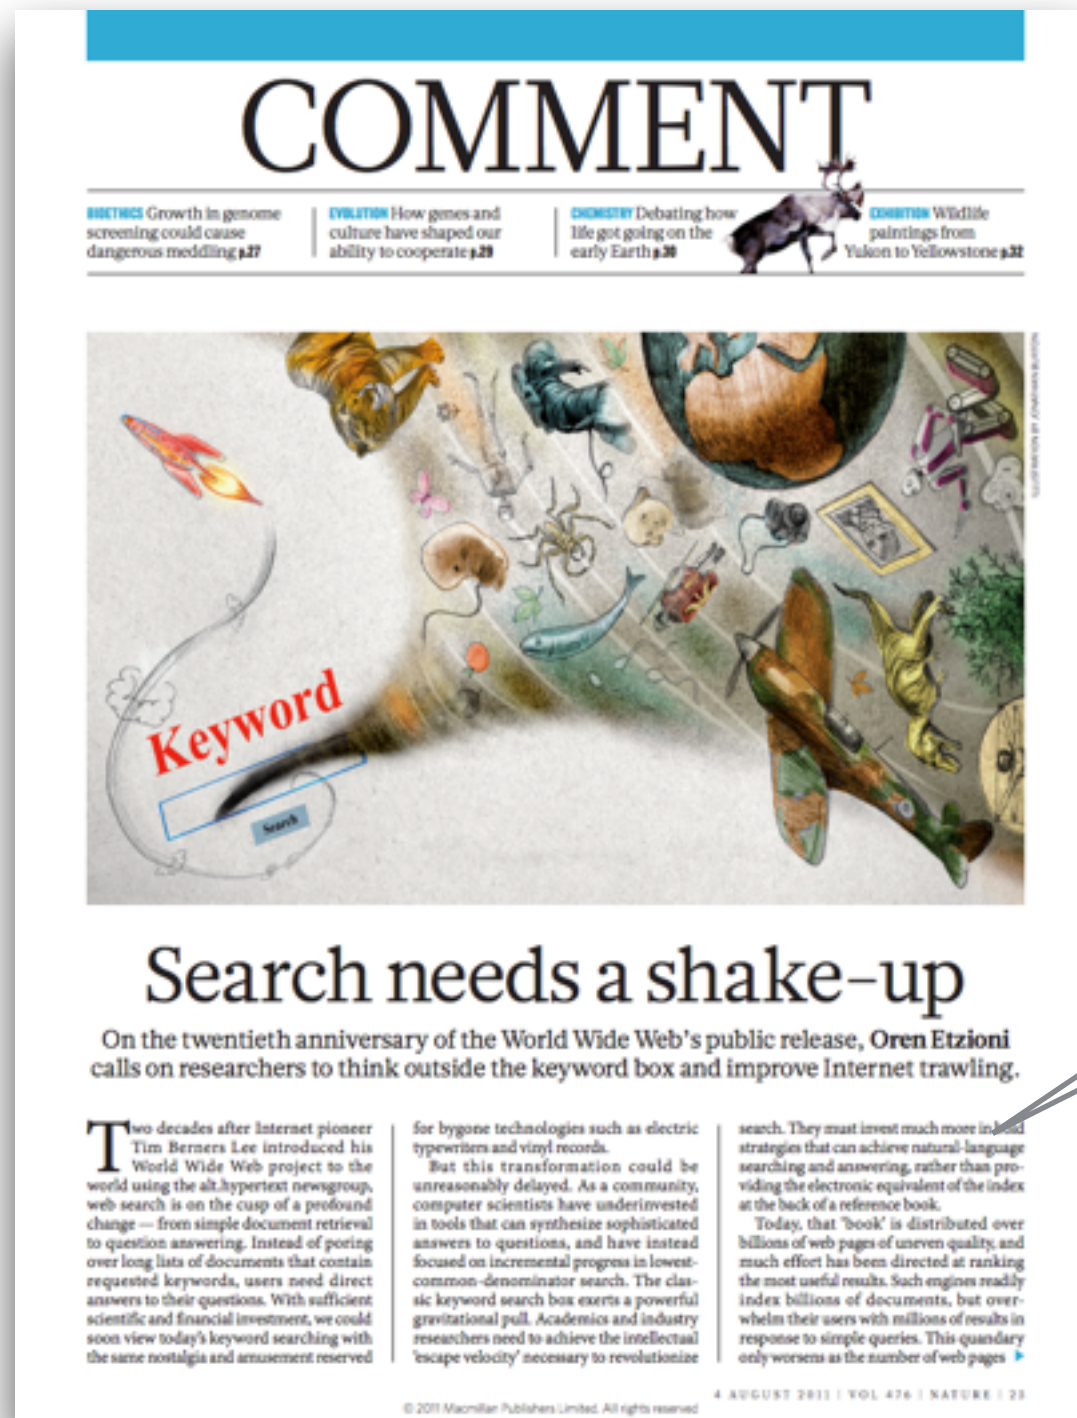 COMMENT
BIOETHICS Growth in genome
screening could cause
dangerous meddling p.27
EVOLUTION How genes and
culture have shaped our
ability to cooperate p.29
CHEMISTRY Debating how
life got going on the
early Earth p.30
EXHIBITION Wildlife
paintings from
Yukon to Yellowstone p.32
Keyword
Search
Search needs a shake-up
On the twentieth anniversary of the World Wide Web's public release, Oren Etzioni
calls on researchers to think outside the keyword box and improve Internet trawling.
Two decades after Internet pioneer
Tim Berners Lee introduced his
World Wide Web project to the
world using the alt.hypertext newsgroup,
web search is on the cusp of a profound
change — from simple document retrieval
to question answering. Instead of poring
over long lists of documents that contain
requested keywords, users need direct
answers to their questions. With sufficient
scientific and financial investment, we could
soon view today's keyword searching with
the same nostalgia and amusement reserved
for bygone technologies such as electric
typewriters and vinyl records.
But this transformation could be
unreasonably delayed. As a community,
computer scientists have underinvested
in tools that can synthesize sophisticated
answers to questions, and have instead
focused on incremental progress in lowest-
common-denominator search. The clas-
sic keyword search box exerts a powerful
gravitational pull. Academics and industry
researchers need to achieve the intellectual
'escape velocity' necessary to revolutionize
search. They must invest much more in
strategies that can achieve natural-language
searching and answering, rather than pro-
viding the electronic equivalent of the index
at the back of a reference book.
Today, that 'book' is distributed over
billions of web pages of uneven quality, and
much effort has been directed at ranking
the most useful results. Such engines readily
index billions of documents, but over-
whelm their users with millions of results in
response to simple queries. This quandary
only worsens as the number of web pages
4 AUGUST 2011 | VOL 476 | NATURE | 23
© 2011 Macmillan Publishers Limited. All rights reserved